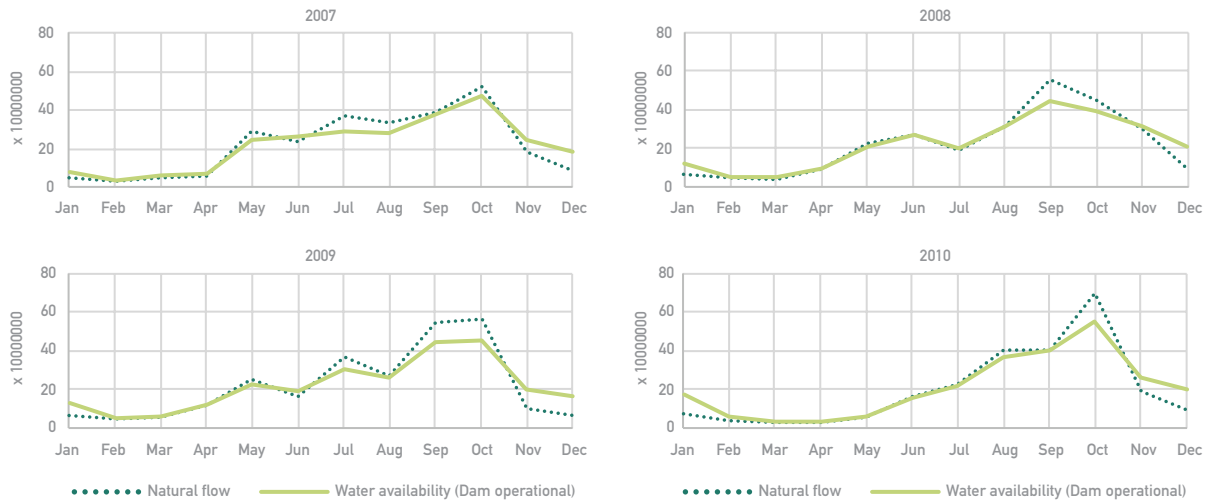 2007
x 10000000
80
60
40
20
0
Jan Feb Mar Apr May Jun Jul Aug Sep Oct Nov Dec
2008
x 10000000
80
60
40
20
0
Jan Feb Mar Apr May Jun Jul Aug Sep Oct Nov Dec
2009
x 10000000
80
60
40
20
0
Jan Feb Mar Apr May Jun Jul Aug Sep Oct Nov Dec
Natural flow Water availability (Dam operational)
2010
x 10000000
80
60
40
20
0
Jan Feb Mar Apr May Jun Jul Aug Sep Oct Nov Dec
Natural flow Water availability (Dam operational)